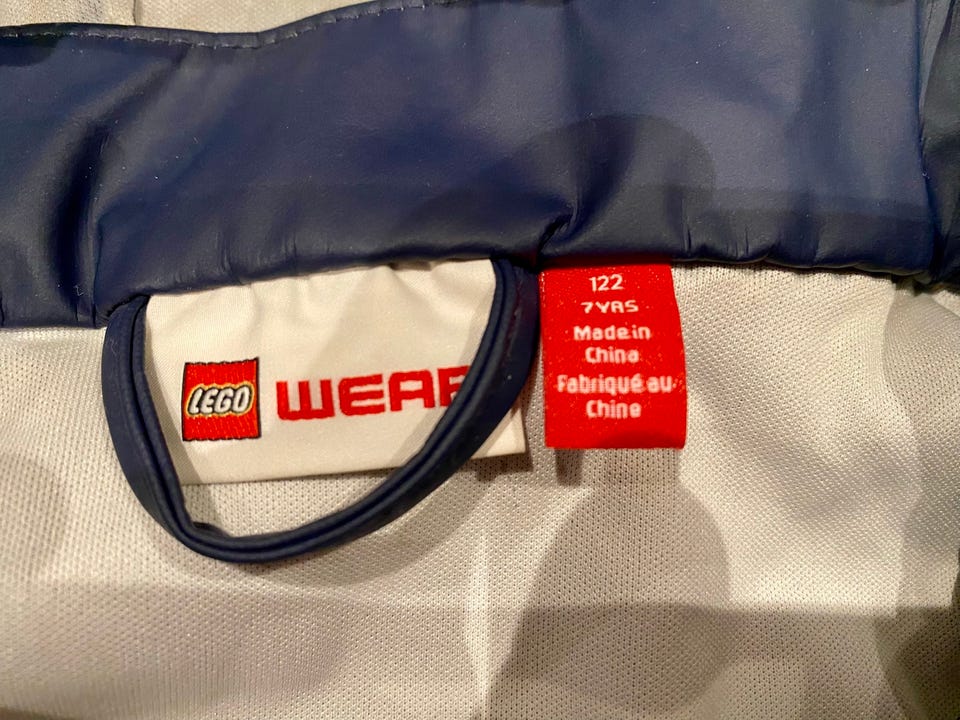 LEGO WEAR
122
7YRS
Made in
China
Fabriqué au
Chine